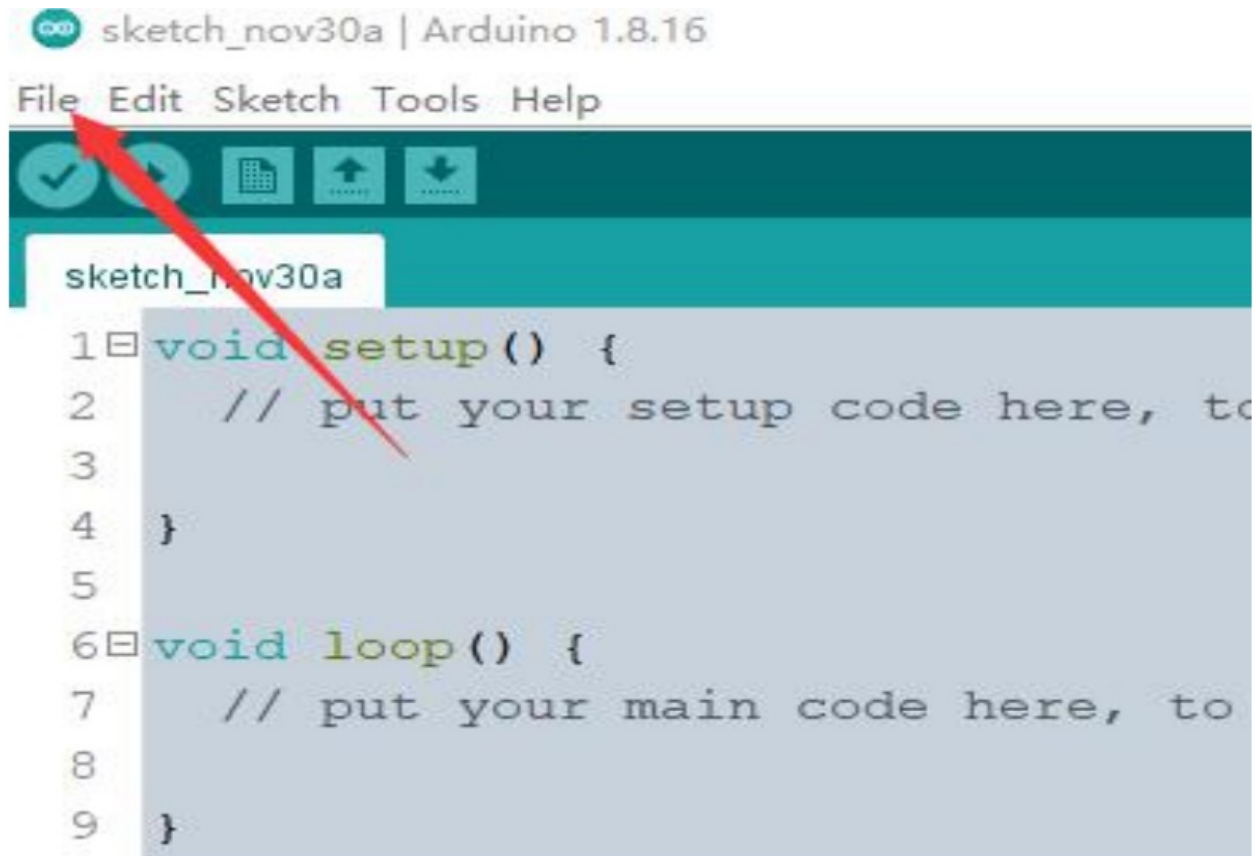 sketch_nov30a | Arduino 1.8.16
File Edit Sketch Tools Help
sketch_nov30a
1 void setup() {
2 // put your setup code here, to
3
4 }
5
6 void loop() {
7 // put your main code here, to
8
9 }